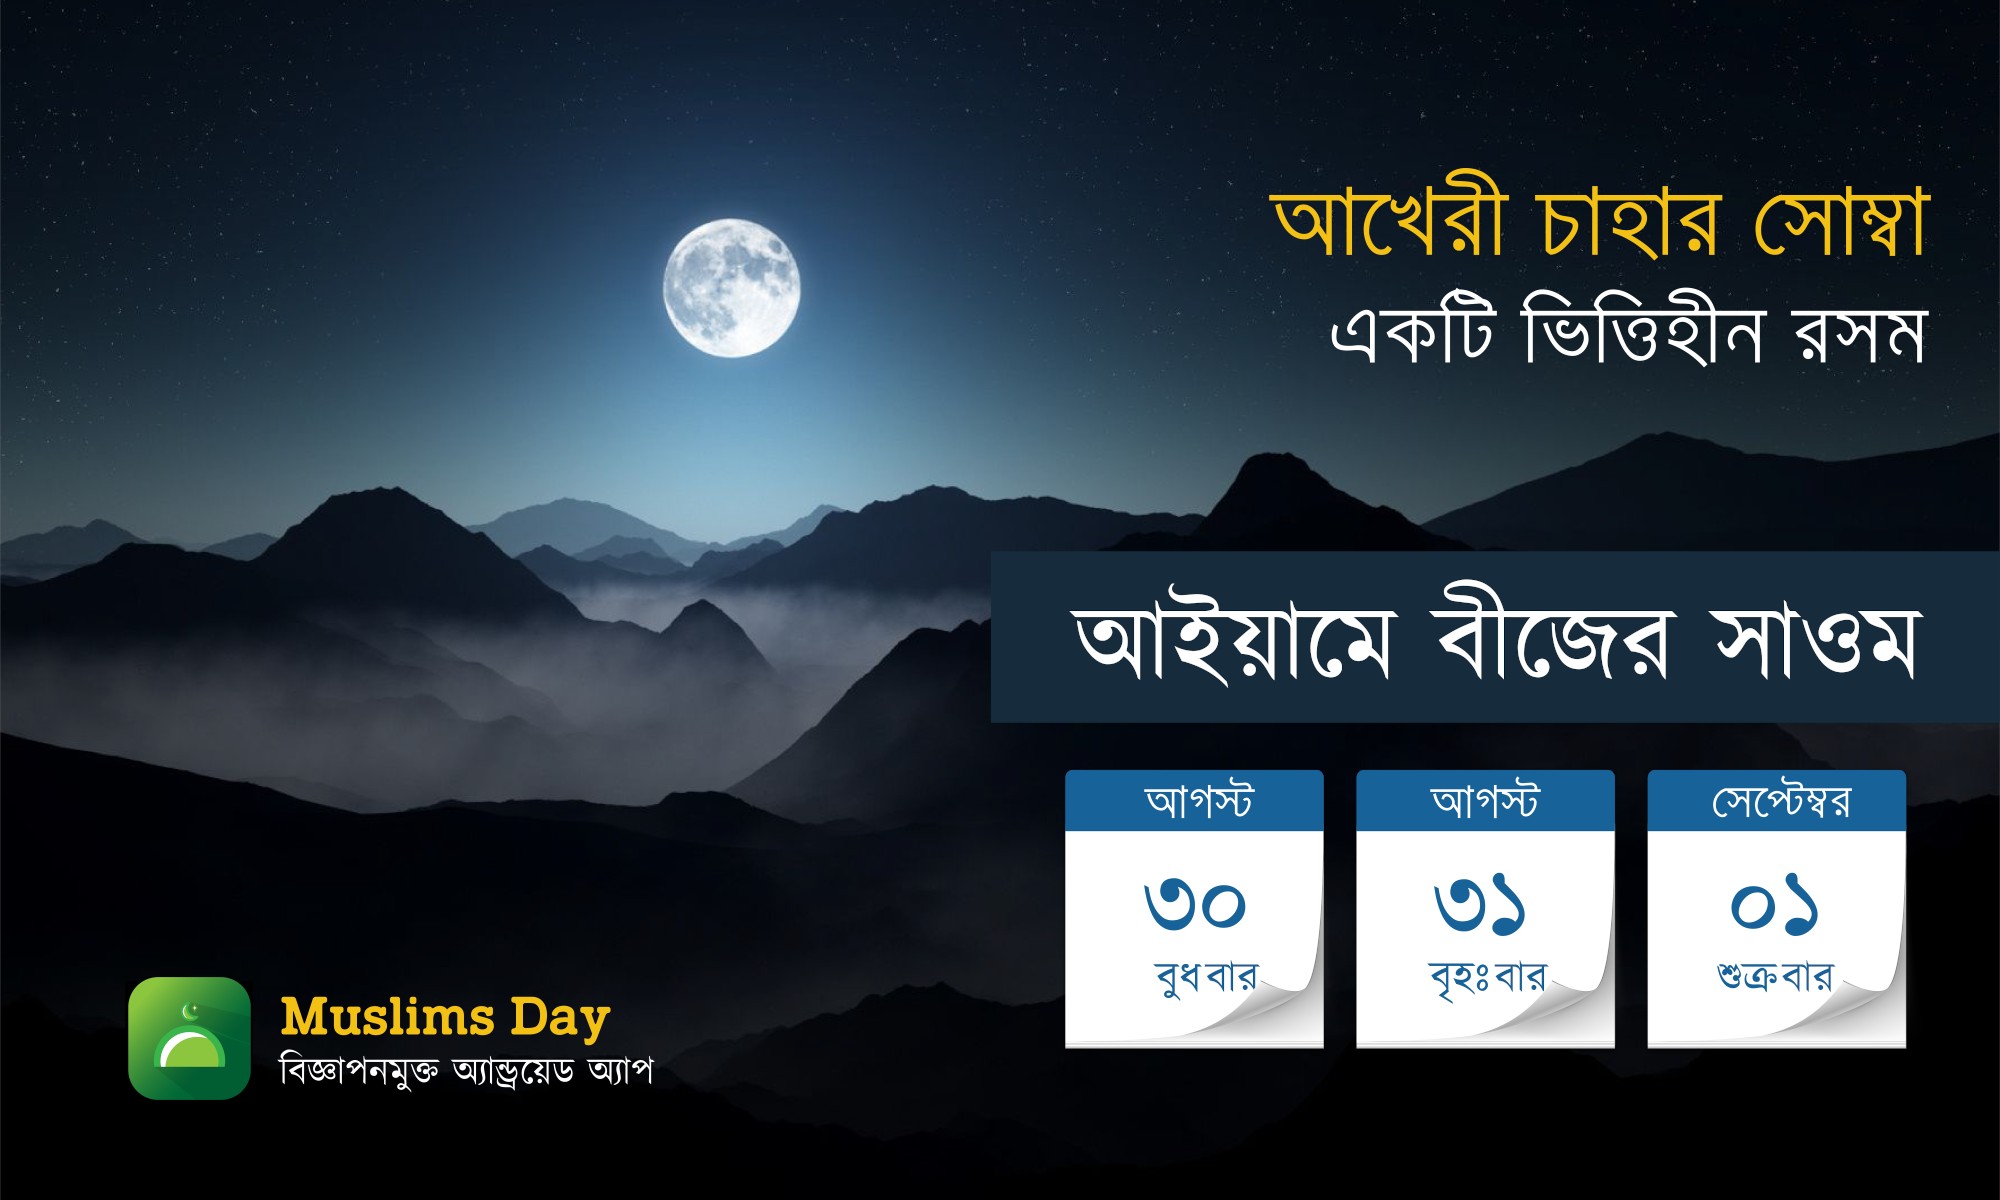 আখেরী চাহার সোম্বা
একটি ভিত্তিহীন রসম
আইয়ামে বীজের সাওম
আগস্ট
৩০
বুধবার
আগস্ট
৩১
বৃহঃবার
সেপ্টেম্বর
০১
শুক্রবার
Muslims Day
বিজ্ঞাপনমুক্ত অ্যান্ড্রয়েড অ্যাপ